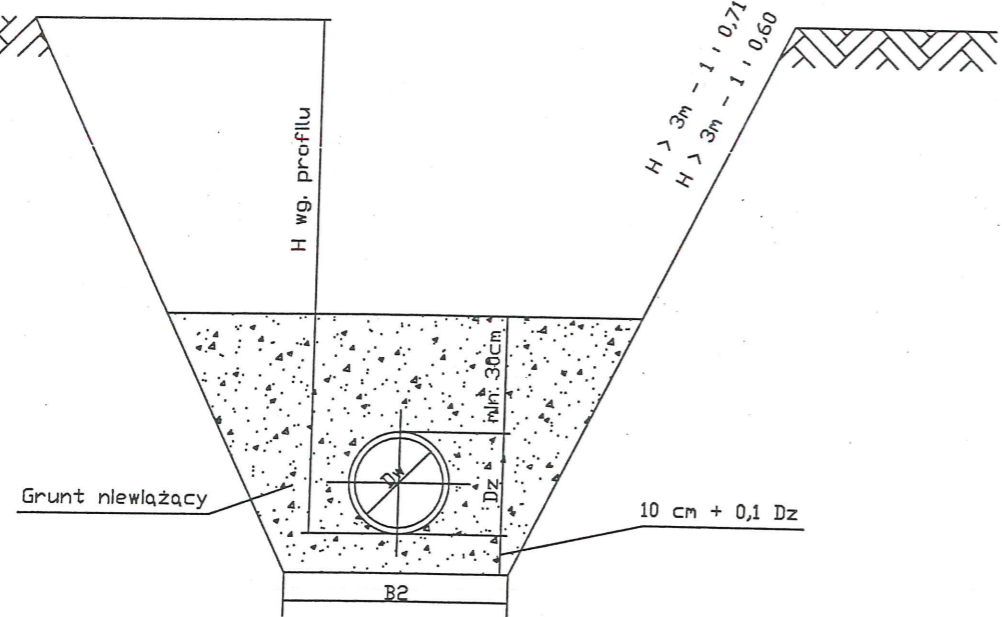 H > 3m - 1 : 0,71
H > 3m - 1 : 0,60
H wg. profilu
min 30cm
Dw
Dz
Grunt niewiążący
10 cm + 0,1 Dz
B2